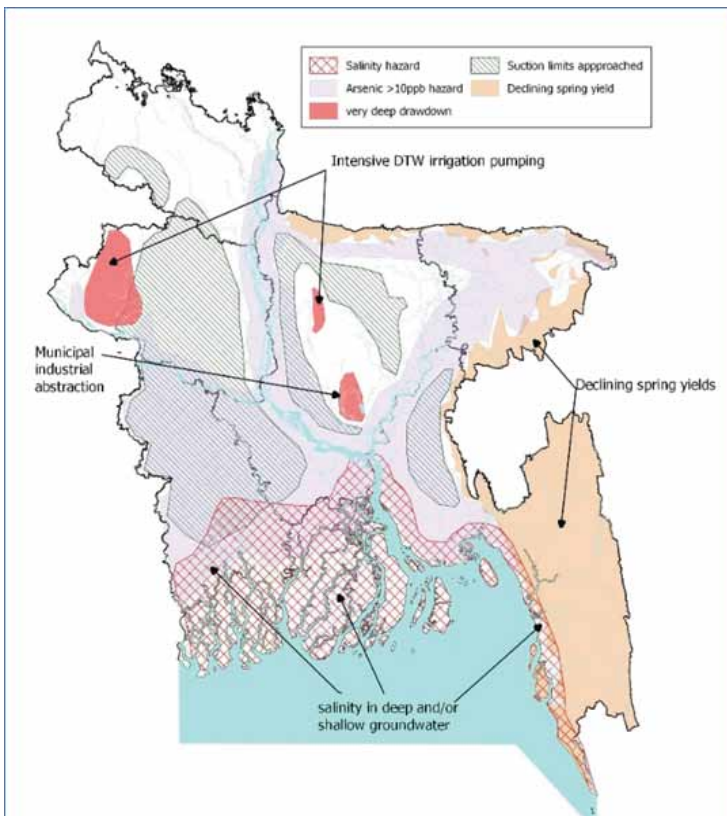 Salinity hazard
Suction limits appproached
Arsenic >10ppb hazard
Declining spring yield
very deep drawdown
Intensive DTW irrigation pumping
Municipal
industrial
abstraction
Declining spring yields
salinity in deep and/or
shallow groundwater